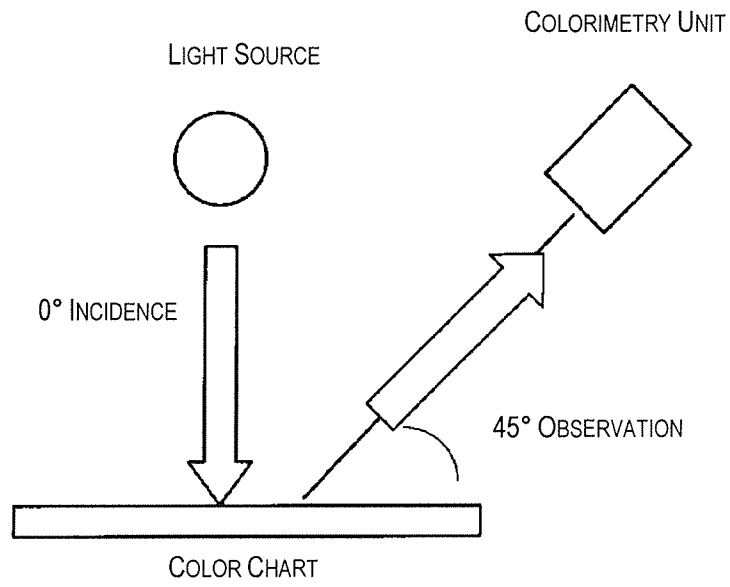 COLORIMETRY UNIT
LIGHT SOURCE
0° INCIDENCE
45° OBSERVATION
COLOR CHART